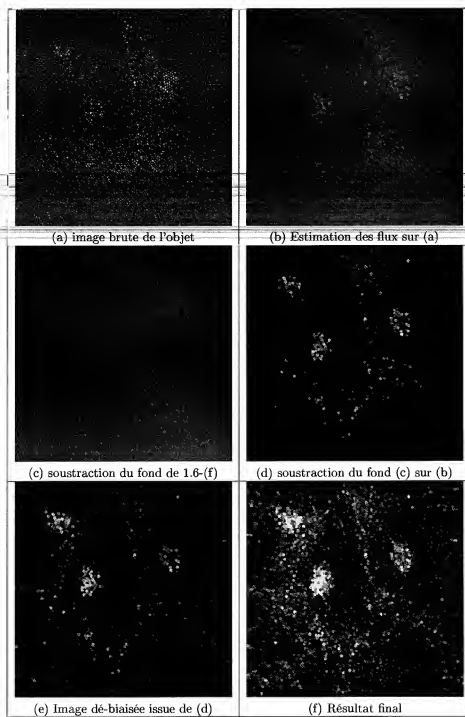 (a) image brute de l'objet
(b) Estimation des flux sur (a)
(c) soustraction du fond de 1.6-(f)
(d) soustraction du fond (c) sur (b)
(e) Image dé-biaisée issue de (d)
(f) Résultat final